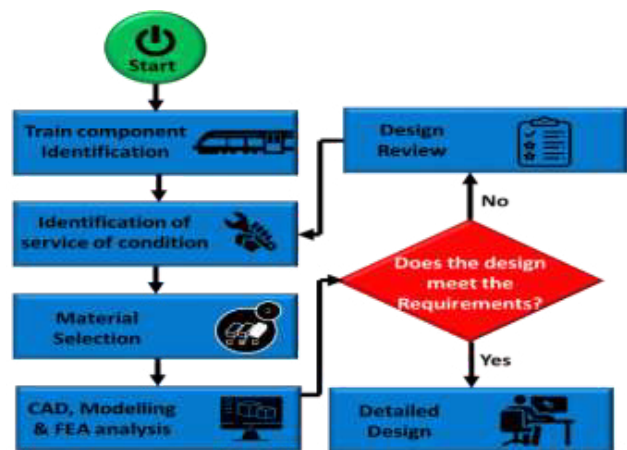 Start
Train component
Identification
Identification of
service of condition
Material
Selection
CAD, Modelling
& FEA analysis
Design
Review
No
Does the design
meet the
Requirements?
Yes
Detailed
Design